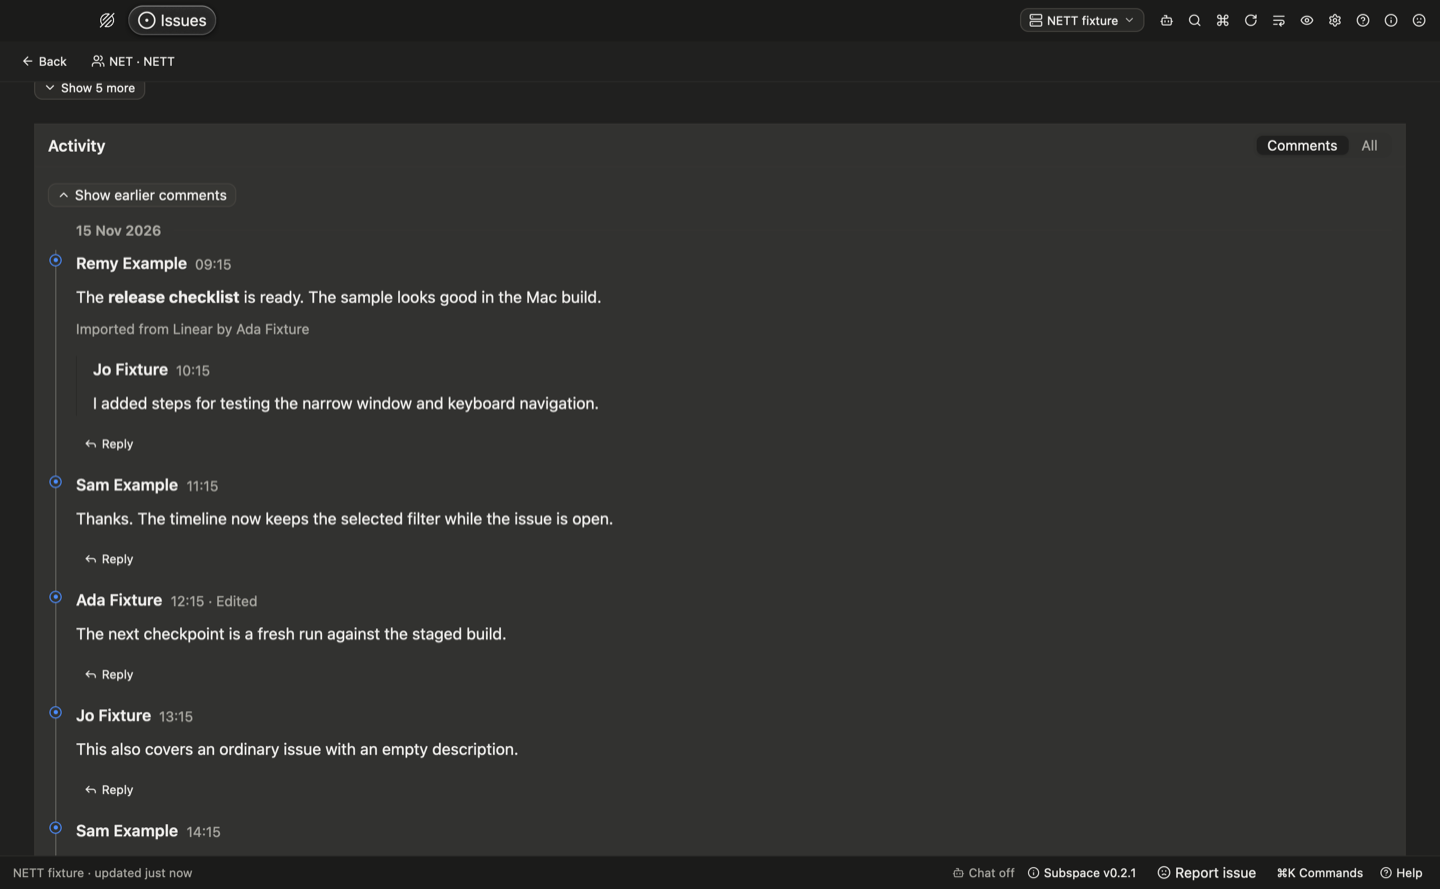 Issues
NETT fixture
Back
NET · NETT
Show 5 more
Activity
Comments
All
Show earlier comments
15 Nov 2026
Remy Example 09:15
The release checklist is ready. The sample looks good in the Mac build.
Imported from Linear by Ada Fixture
Jo Fixture 10:15
I added steps for testing the narrow window and keyboard navigation.
Reply
Sam Example 11:15
Thanks. The timeline now keeps the selected filter while the issue is open.
Reply
Ada Fixture 12:15 · Edited
The next checkpoint is a fresh run against the staged build.
Reply
Jo Fixture 13:15
This also covers an ordinary issue with an empty description.
Reply
Sam Example 14:15
NETT fixture · updated just now
Chat off
Subspace v0.2.1
Report issue
⌘K Commands
Help